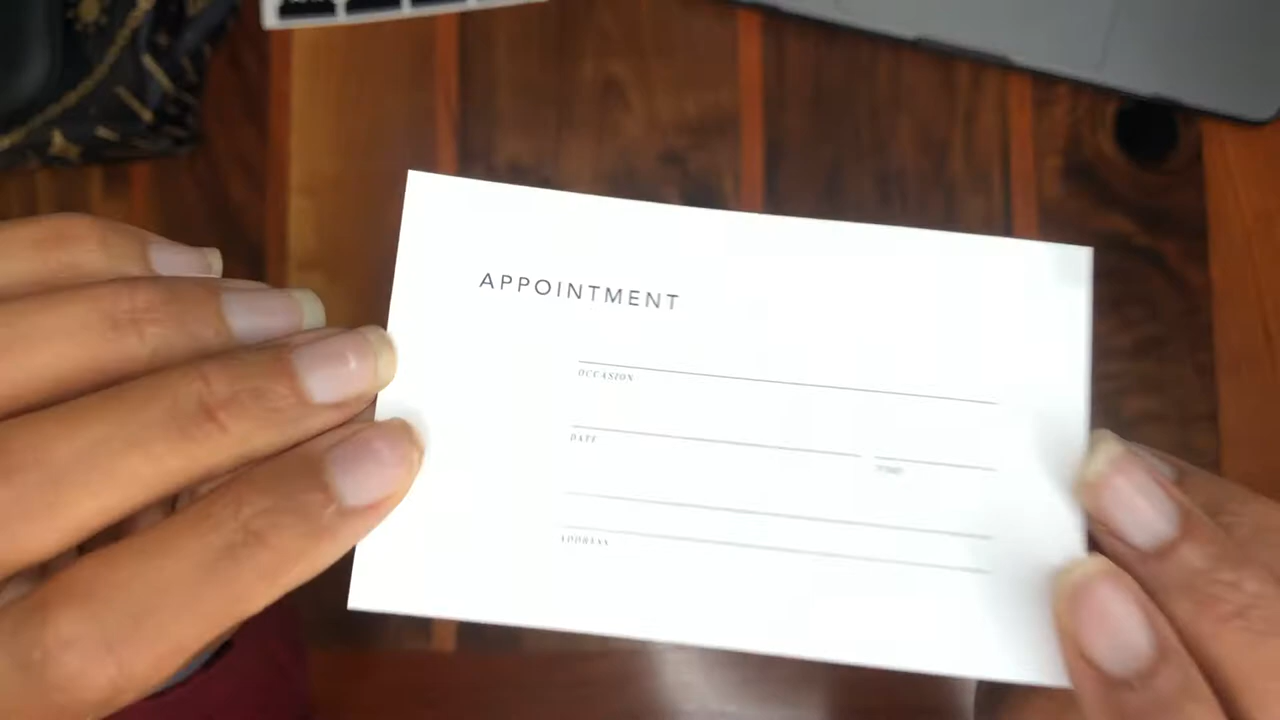 APPOINTMENT
OCCASION
DATE
TIME
ADDRESS